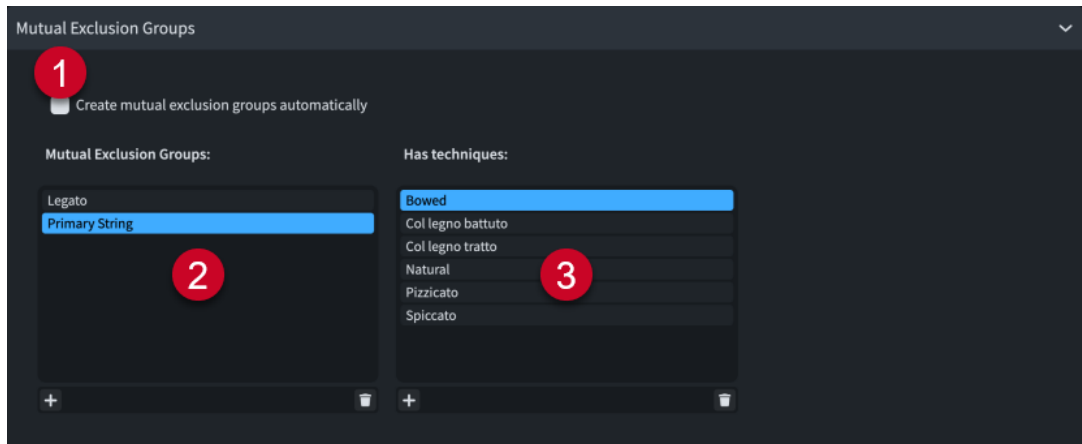 Mutual Exclusion Groups
1
Create mutual exclusion groups automatically
Mutual Exclusion Groups:
Has techniques:
Legato
Primary String
2
Bowed
Col legno battuto
Col legno tratto
Natural
Pizzicato
Spiccato
3